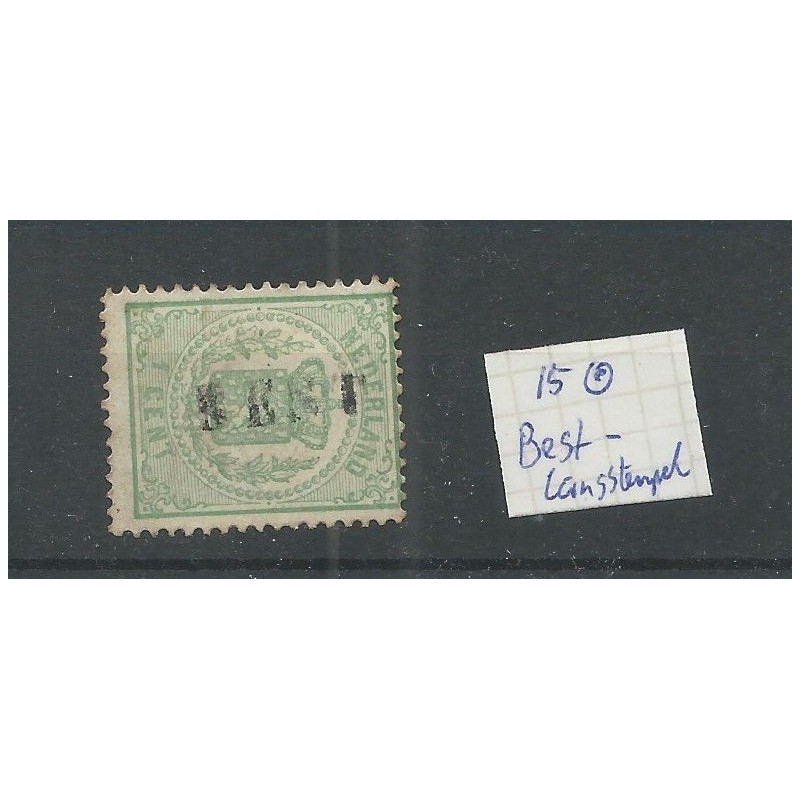 1 CENT
NEDERLAND
BEST
15
Best -
Langstempel